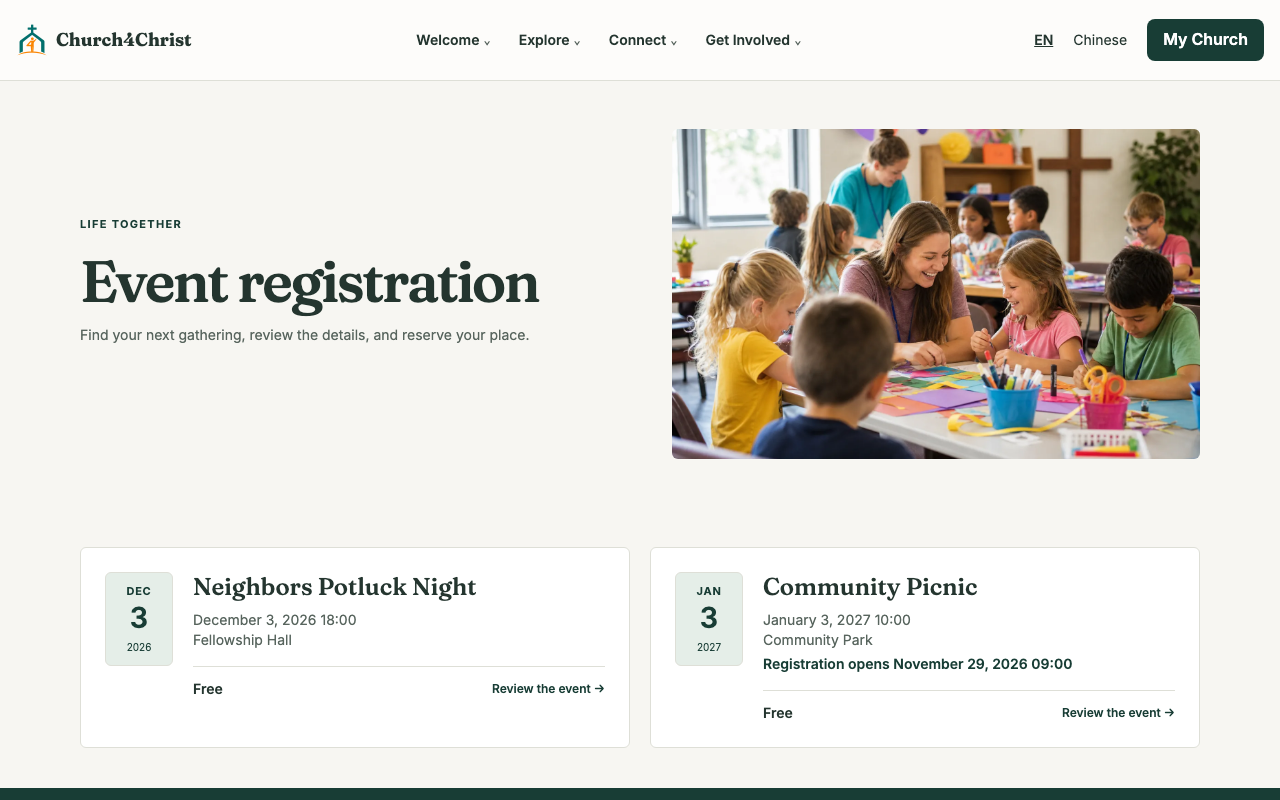 Church4Christ
Welcome
Explore
Connect
Get Involved
EN
Chinese
My Church
LIFE TOGETHER
Event registration
Find your next gathering, review the details, and reserve your place.
DEC
3
2026
Neighbors Potluck Night
December 3, 2026 18:00
Fellowship Hall
Free
Review the event →
JAN
3
2027
Community Picnic
January 3, 2027 10:00
Community Park
Registration opens November 29, 2026 09:00
Free
Review the event →